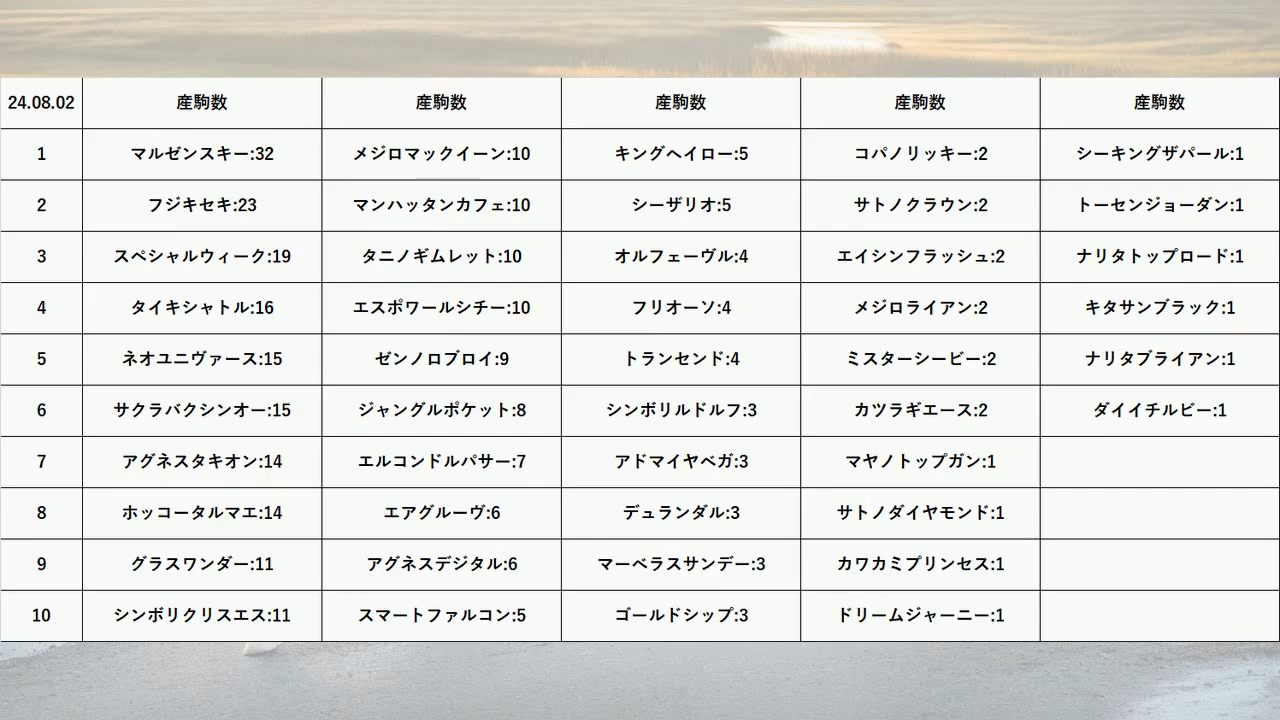 24.08.02 産駒数 産駒数 産駒数 産駒数 産駒数
1 マルゼンスキー:32 メジロマックイーン:10 キングヘイロー:5 コパノリッキー:2 シーキングザパール:1
2 フジキセキ:23 マンハッタンカフェ:10 シーザリオ:5 サトノクラウン:2 トーセンジョーダン:1
3 スペシャルウィーク:19 タニノギムレット:10 オルフェーヴル:4 エイシンフラッシュ:2 ナリタトップロード:1
4 タイキシャトル:16 エスポワールシチー:10 フリオーソ:4 メジロライアン:2 キタサンブラック:1
5 ネオユニヴァース:15 ゼンノロブロイ:9 トランセンド:4 ミスターシービー:2 ナリタブライアン:1
6 サクラバクシンオー:15 ジャングルポケット:8 シンボリルドルフ:3 カツラギエース:2 ダイイチルビー:1
7 アグネスタキオン:14 エルコンドルパサー:7 アドマイヤベガ:3 マヤノトップガン:1
8 ホッコータルマエ:14 エアグルーヴ:6 デュランダル:3 サトノダイヤモンド:1
9 グラスワンダー:11 アグネスデジタル:6 マーベラスサンデー:3 カワカミプリンセス:1
10 シンボリクリスエス:11 スマートファルコン:5 ゴールドシップ:3 ドリームジャーニー:1